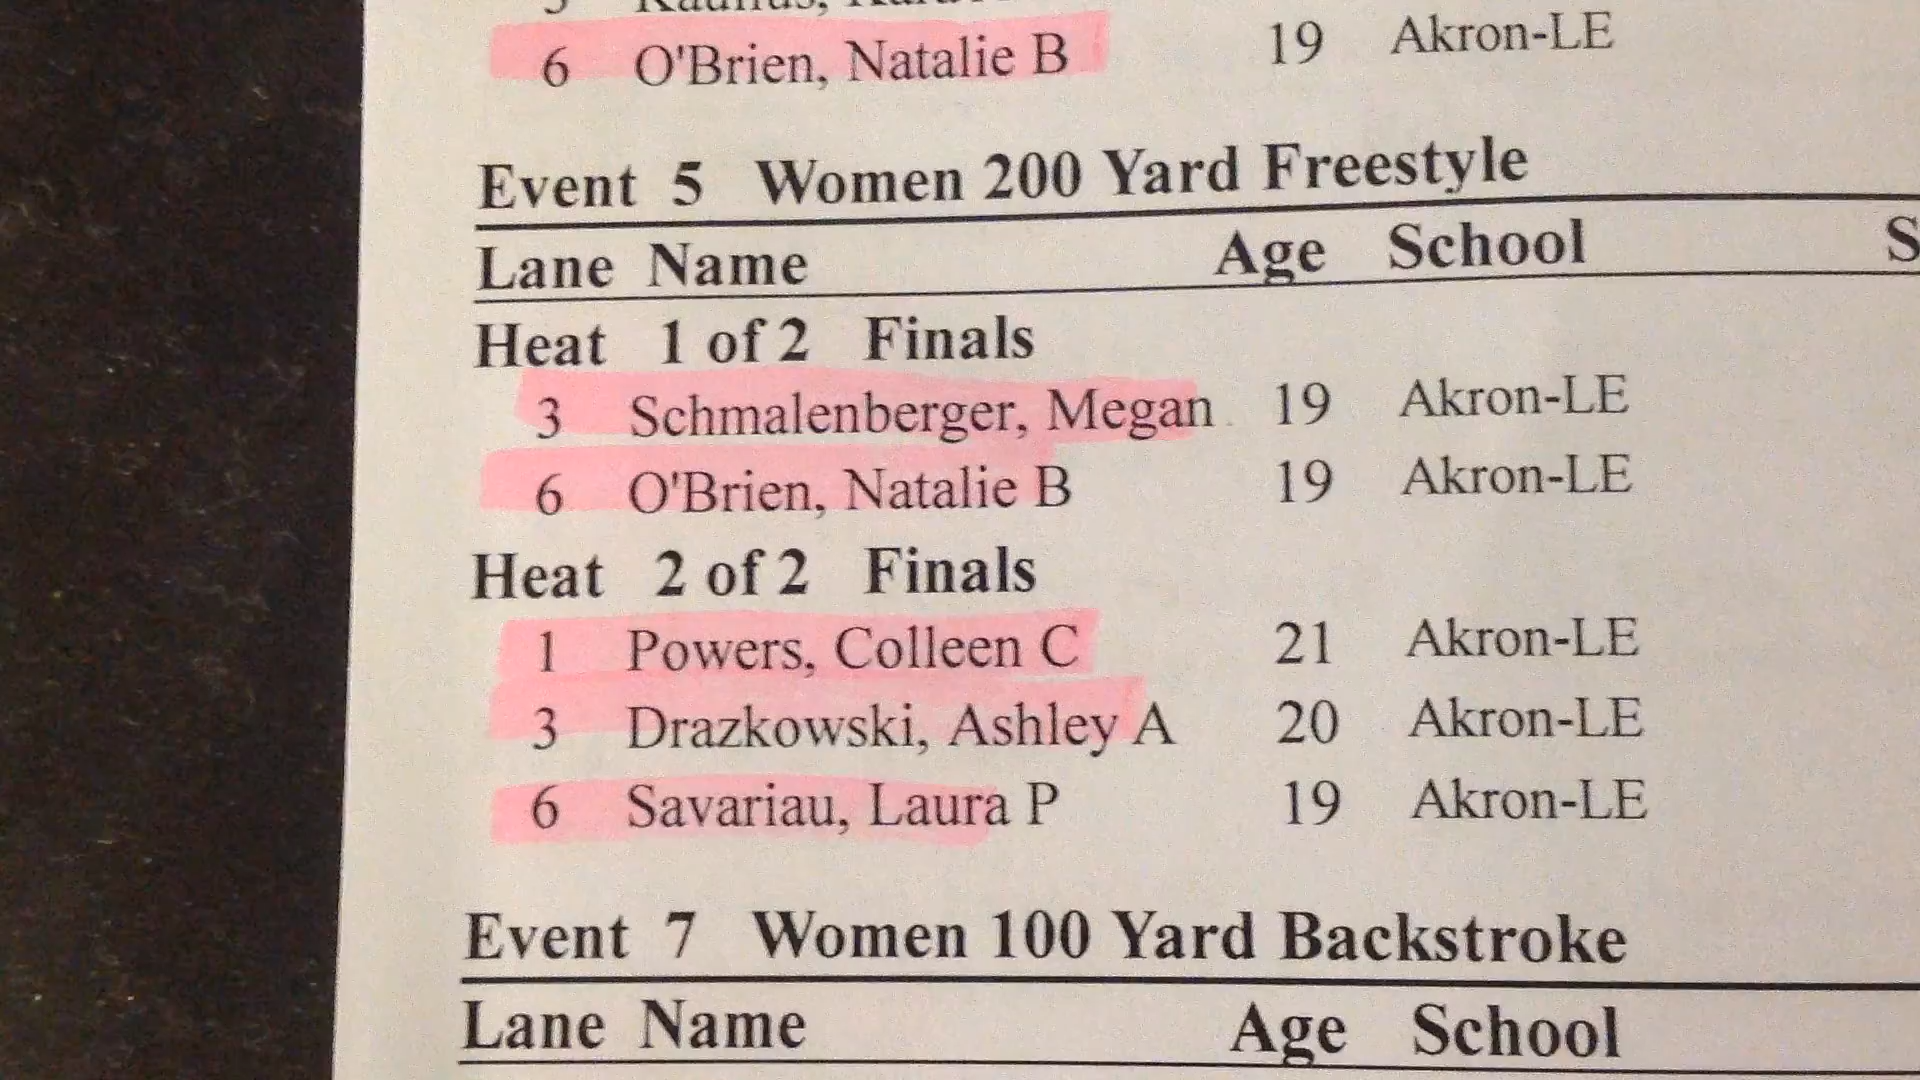 6 O'Brien, Natalie B 19 Akron-LE
Event 5 Women 200 Yard Freestyle
Lane Name Age School S
Heat 1 of 2 Finals
3 Schmalenberger, Megan 19 Akron-LE
6 O'Brien, Natalie B 19 Akron-LE
Heat 2 of 2 Finals
1 Powers, Colleen C 21 Akron-LE
3 Drazkowski, Ashley A 20 Akron-LE
6 Savariau, Laura P 19 Akron-LE
Event 7 Women 100 Yard Backstroke
Lane Name Age School